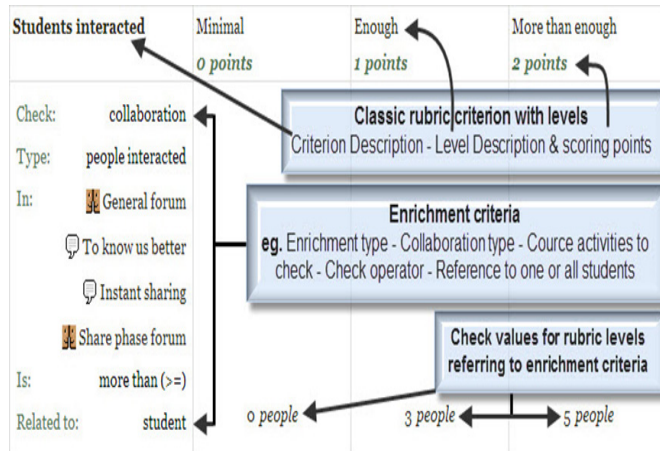 Students interacted Minimal Enough More than enough
0 points 1 points 2 points
Classic rubric criterion with levels
Criterion Description - Level Description & scoring points
Check: collaboration
Type: people interacted
In: General forum
To know us better
Instant sharing
Share phase forum
Is: more than (>=)
Related to: student
Enrichment criteria
eg. Enrichment type - Collaboration type - Cource activities to
check - Check operator - Reference to one or all students
Check values for rubric levels
referring to enrichment criteria
0 people 3 people 5 people